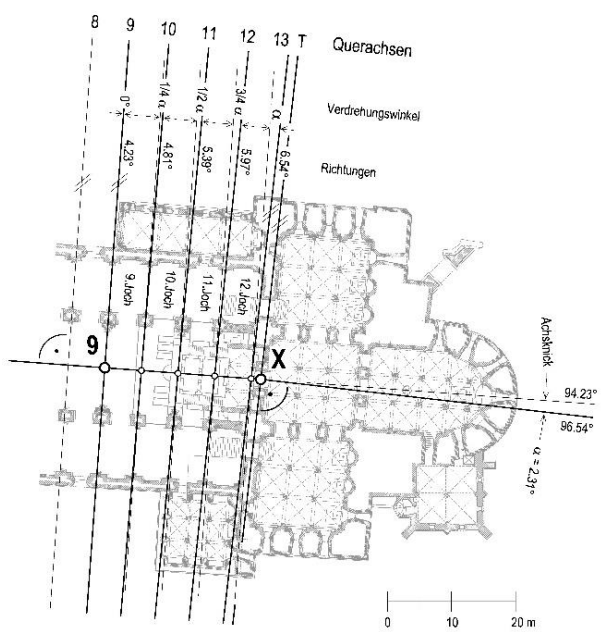 8 9 10 11 12 13 T Querachsen
0° 1/4 α 1/2 α 3/4 α α Verdrehungswinkel
4.23° 4.81° 5.39° 5.97° 6.54° Richtungen
9.Joch 10.Joch 11.Joch 12.Joch
9 X
Achsknick
94.23°
96.54°
α = 2.31°
0 10 20 m